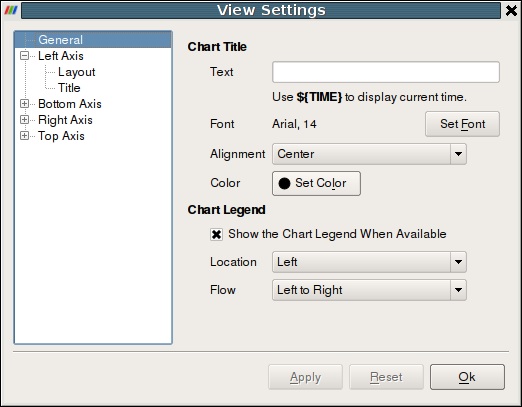 View Settings
General
Left Axis
Layout
Title
Bottom Axis
Right Axis
Top Axis
Chart Title
Text
Use ${TIME} to display current time.
Font Arial, 14 Set Font
Alignment Center
Color Set Color
Chart Legend
Show the Chart Legend When Available
Location Left
Flow Left to Right
Apply Reset Ok